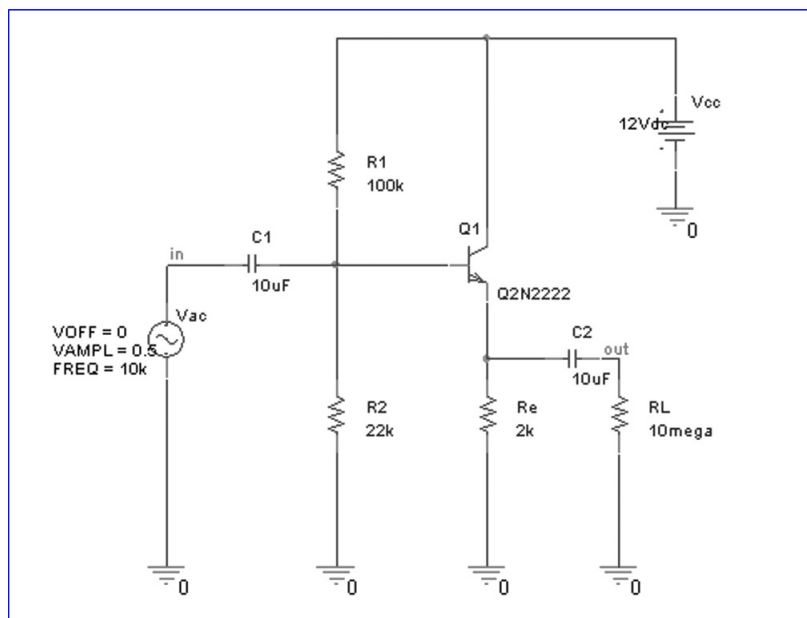 Vcc
12Vdc
0
R1
100k
Q1
Q2N2222
in
C1
10uF
Vac
VOFF = 0
VAMPL = 0.5
FREQ = 10k
C2
10uF
out
R2
22k
Re
2k
RL
10mega
0
0
0
0